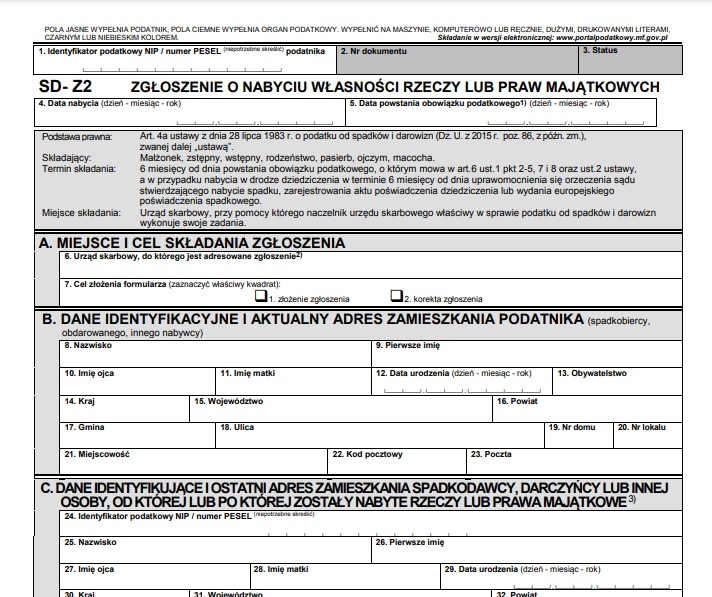 POLA JASNE WYPEŁNIA PODATNIK, POLA CIEMNE WYPEŁNIA ORGAN PODATKOWY. WYPEŁNIĆ NA MASZYNIE, KOMPUTEROWO LUB RĘCZNIE, DUŻYMI, DRUKOWANYMI LITERAMI,
CZARNYM LUB NIEBIESKIM KOLOREM. Składanie w wersji elektronicznej: www.portalpodatkowy.mf.gov.pl
1. Identyfikator podatkowy NIP / numer PESEL (niepotrzebne skreślić) podatnika 2. Nr dokumentu 3. Status
SD- Z2 ZGŁOSZENIE O NABYCIU WŁASNOŚCI RZECZY LUB PRAW MAJĄTKOWYCH
4. Data nabycia (dzień - miesiąc - rok) 5. Data powstania obowiązku podatkowego1) (dzień - miesiąc - rok)
Podstawa prawna: Art. 4a ustawy z dnia 28 lipca 1983 r. o podatku od spadków i darowizn (Dz. U. z 2015 r. poz. 86, z późn. zm.),
zwanej dalej „ustawą".
Składający: Małżonek, zstępny, wstępny, rodzeństwo, pasierb, ojczym, macocha.
Termin składania: 6 miesięcy od dnia powstania obowiązku podatkowego, o którym mowa w art.6 ust.1 pkt 2-5, 7 i 8 oraz ust.2 ustawy,
a w przypadku nabycia w drodze dziedziczenia w terminie 6 miesięcy od dnia uprawomocnienia się orzeczenia sądu
stwierdzającego nabycie spadku, zarejestrowania aktu poświadczenia dziedziczenia lub wydania europejskiego
poświadczenia spadkowego.
Miejsce składania: Urząd skarbowy, przy pomocy którego naczelnik urzędu skarbowego właściwy w sprawie podatku od spadków i darowizn
wykonuje swoje zadania.
A. MIEJSCE I CEL SKŁADANIA ZGŁOSZENIA
6. Urząd skarbowy, do którego jest adresowane zgłoszenie2)
7. Cel złożenia formularza (zaznaczyć właściwy kwadrat):
1. złożenie zgłoszenia 2. korekta zgłoszenia
B. DANE IDENTYFIKACYJNE I AKTUALNY ADRES ZAMIESZKANIA PODATNIKA (spadkobiercy,
obdarowanego, innego nabywcy)
8. Nazwisko 9. Pierwsze imię
10. Imię ojca 11. Imię matki 12. Data urodzenia (dzień - miesiąc - rok) 13. Obywatelstwo
14. Kraj 15. Województwo 16. Powiat
17. Gmina 18. Ulica 19. Nr domu 20. Nr lokalu
21. Miejscowość 22. Kod pocztowy 23. Poczta
C. DANE IDENTYFIKUJĄCE I OSTATNI ADRES ZAMIESZKANIA SPADKODAWCY, DARCZYŃCY LUB INNEJ
OSOBY, OD KTÓREJ LUB PO KTÓREJ ZOSTAŁY NABYTE RZECZY LUB PRAWA MAJĄTKOWE 3)
24. Identyfikator podatkowy NIP / numer PESEL (niepotrzebne skreślić)
25. Nazwisko 26. Pierwsze imię
27. Imię ojca 28. Imię matki 29. Data urodzenia (dzień - miesiąc - rok)
30. Kraj 31. Województwo 32. Powiat